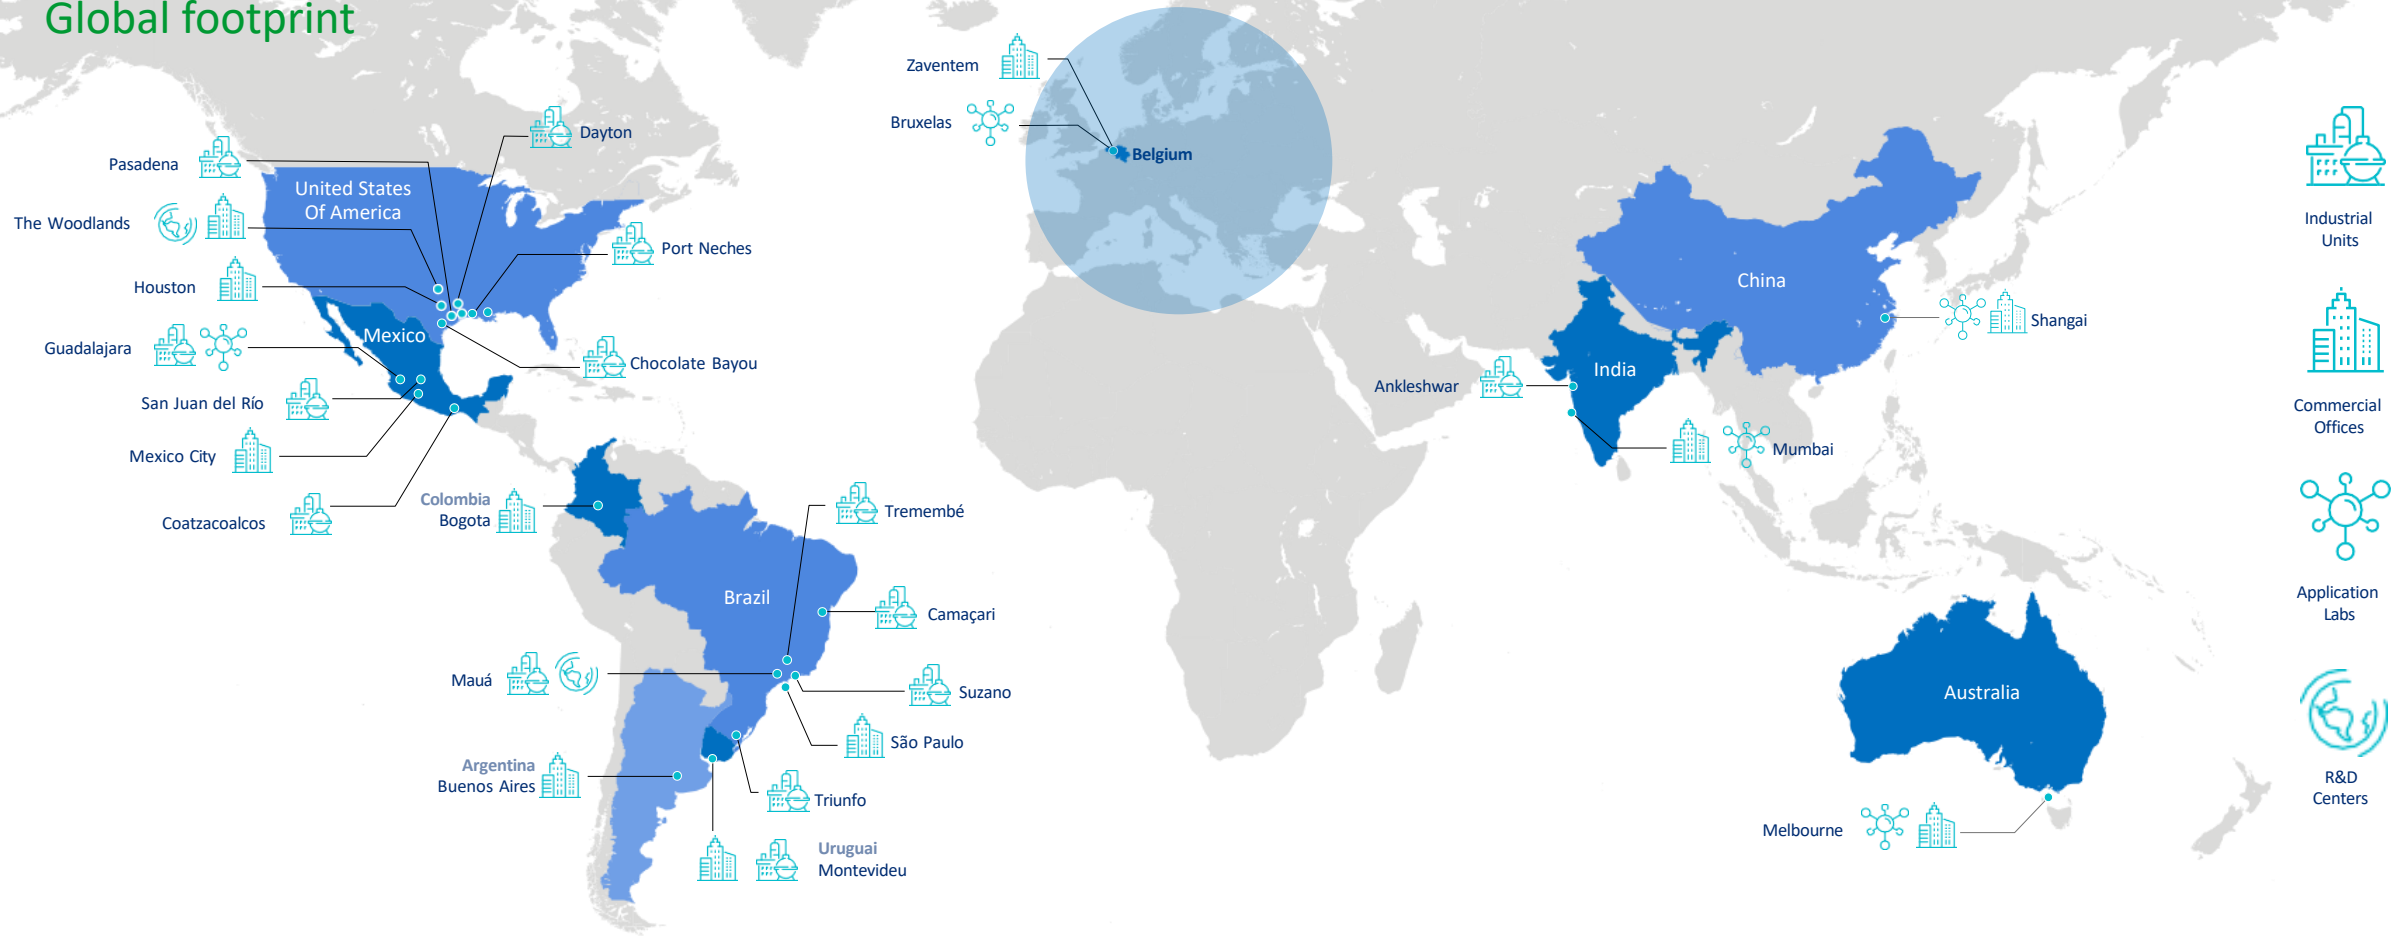 Global footprint
Zaventem
Bruxelas
Belgium
Dayton
Pasadena
United States
Of America
The Woodlands
Port Neches
Houston
Mexico
Guadalajara
Chocolate Bayou
San Juan del Río
Mexico City
Coatzacoalcos
Colombia
Bogota
Tremembé
Brazil
Camaçari
Mauá
Suzano
São Paulo
Argentina
Buenos Aires
Triunfo
Uruguai
Montevideu
China
Shangai
India
Ankleshwar
Mumbai
Australia
Melbourne
Industrial
Units
Commercial
Offices
Application
Labs
R&D
Centers